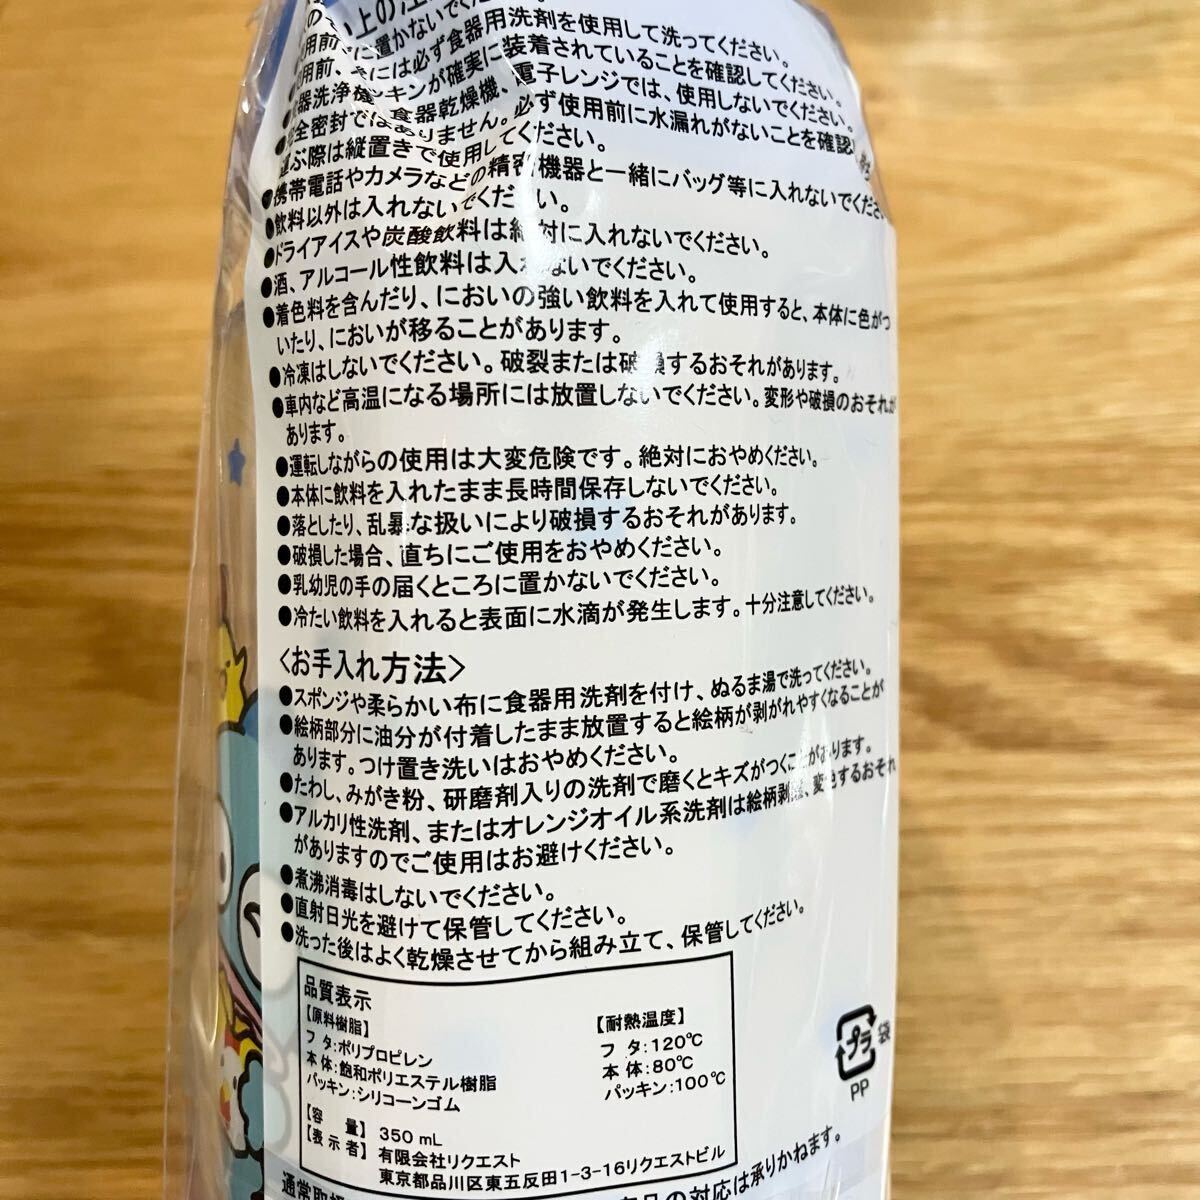 上の注
に置かないでくださ
用前、には必ず食器用洗剤を使用して洗ってください。
用前、キンが確実に装着されていることを確認してください。
器洗浄機、食器乾燥機、電子レンジでは、使用しないでください。
全密封ではありません。必ず使用前に水漏れがないことを確認
運ぶ際は縦置きで使用してください。
●携帯電話やカメラなどの精密機器と一緒にバッグ等に入れないでくださ
●飲料以外は入れないでください。
●ドライアイスや炭酸飲料は絶対に入れないでください。
●酒、アルコール性飲料は入れないでください。
●着色料を含んだり、においの強い飲料を入れて使用すると、本体に色がつ
いたり、においが移ることがあります。
●冷凍はしないでください。破裂または破損するおそれがあります。
●車内など高温になる場所には放置しないでください。変形や破損のおそれが
あります。
●運転しながらの使用は大変危険です。絶対におやめください。
●本体に飲料を入れたまま長時間保存しないでください。
●落としたり、乱暴な扱いにより破損するおそれがあります。
●破損した場合、直ちにご使用をおやめください。
●乳幼児の手の届くところに置かないでください。
●冷たい飲料を入れると表面に水滴が発生します。十分注意してください。
〈お手入れ方法〉
●スポンジや柔らかい布に食器用洗剤を付け、ぬるま湯で洗ってください。
●絵柄部分に油分が付着したまま放置すると絵柄が剥がれやすくなることが
あります。つけ置き洗いはおやめください。
●たわし、みがき粉、研磨剤入りの洗剤で磨くとキズがつくことがあります。
●アルカリ性洗剤、またはオレンジオイル系洗剤は絵柄剥離、変色するおそれ
がありますのでご使用はお避けください。
●煮沸消毒はしないでください。
●直射日光を避けて保管してください。
●洗った後はよく乾燥させてから組み立て、保管してください。
品質表示
【原料樹脂】
フ タ:ポリプロピレン
本 体:飽和ポリエステル樹脂
パッキン:シリコーンゴム
【耐熱温度】
フ タ:120℃
本 体:80℃
パッキン:100℃
【容 量】 350 mL
【表 示 者】 有限会社リクエスト
東京都品川区東五反田1-3-16リクエストビル
プラ
袋
PP
通常取扱
品の対応は承りかねます。